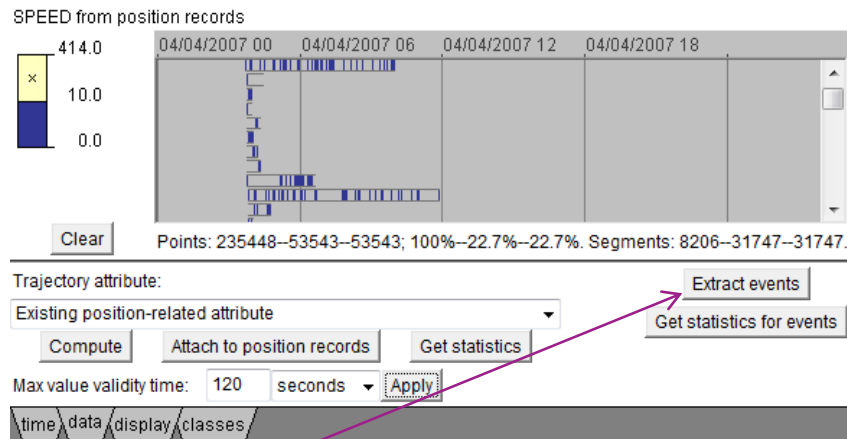 SPEED from position records
414.0
×
10.0
0.0
04/04/2007 00 04/04/2007 06 04/04/2007 12 04/04/2007 18
Clear
Points: 235448--53543--53543; 100%--22.7%--22.7%. Segments: 8206--31747--31747.
Trajectory attribute:
Extract events
Existing position-related attribute
Get statistics for events
Compute Attach to position records Get statistics
Max value validity time: 120 seconds Apply
time data display classes